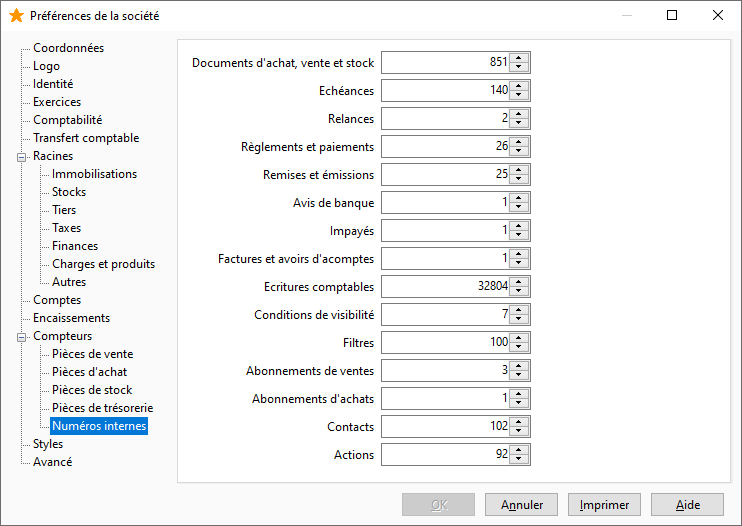 Préférences de la société
Coordonnées
Logo
Identité
Exercices
Comptabilité
Transfert comptable
Racines
Immobilisations
Stocks
Tiers
Taxes
Finances
Charges et produits
Autres
Comptes
Encaissements
Compteurs
Pièces de vente
Pièces d'achat
Pièces de stock
Pièces de trésorerie
Numéros internes
Styles
Avancé
Documents d'achat, vente et stock 851
Echéances 140
Relances 2
Règlements et paiements 26
Remises et émissions 25
Avis de banque 1
Impayés 1
Factures et avoirs d'acomptes 1
Ecritures comptables 32804
Conditions de visibilité 7
Filtres 100
Abonnements de ventes 3
Abonnements d'achats 1
Contacts 102
Actions 92
OK Annuler Imprimer Aide